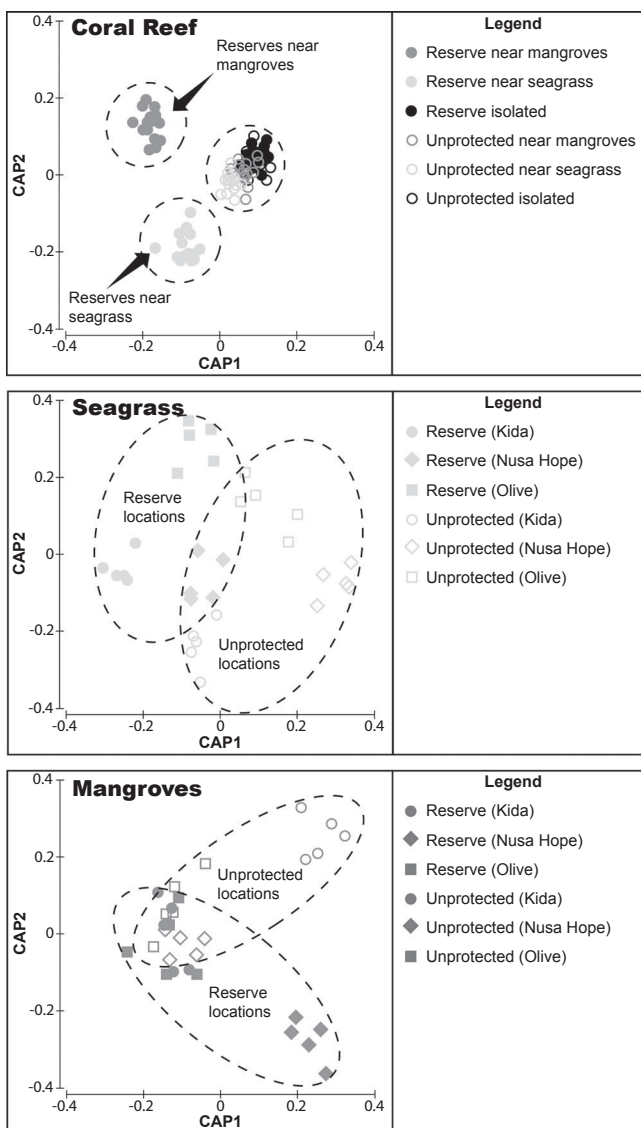 Coral Reef
Reserves near
mangroves
Reserves near
seagrass
0.4
0.2
0
-0.2
-0.4
CAP2
-0.4
-0.2
0
0.2
0.4
CAP1
Legend
Reserve near mangroves
Reserve near seagrass
Reserve isolated
Unprotected near mangroves
Unprotected near seagrass
Unprotected isolated
Seagrass
Reserve
locations
Unprotected
locations
0.4
0.2
0
-0.2
-0.4
CAP2
-0.4
-0.2
0
0.2
0.4
CAP1
Legend
Reserve (Kida)
Reserve (Nusa Hope)
Reserve (Olive)
Unprotected (Kida)
Unprotected (Nusa Hope)
Unprotected (Olive)
Mangroves
Unprotected
locations
Reserve
locations
0.4
0.2
0
-0.2
-0.4
CAP2
-0.4
-0.2
0
0.2
0.4
CAP1
Legend
Reserve (Kida)
Reserve (Nusa Hope)
Reserve (Olive)
Unprotected (Kida)
Unprotected (Nusa Hope)
Unprotected (Olive)